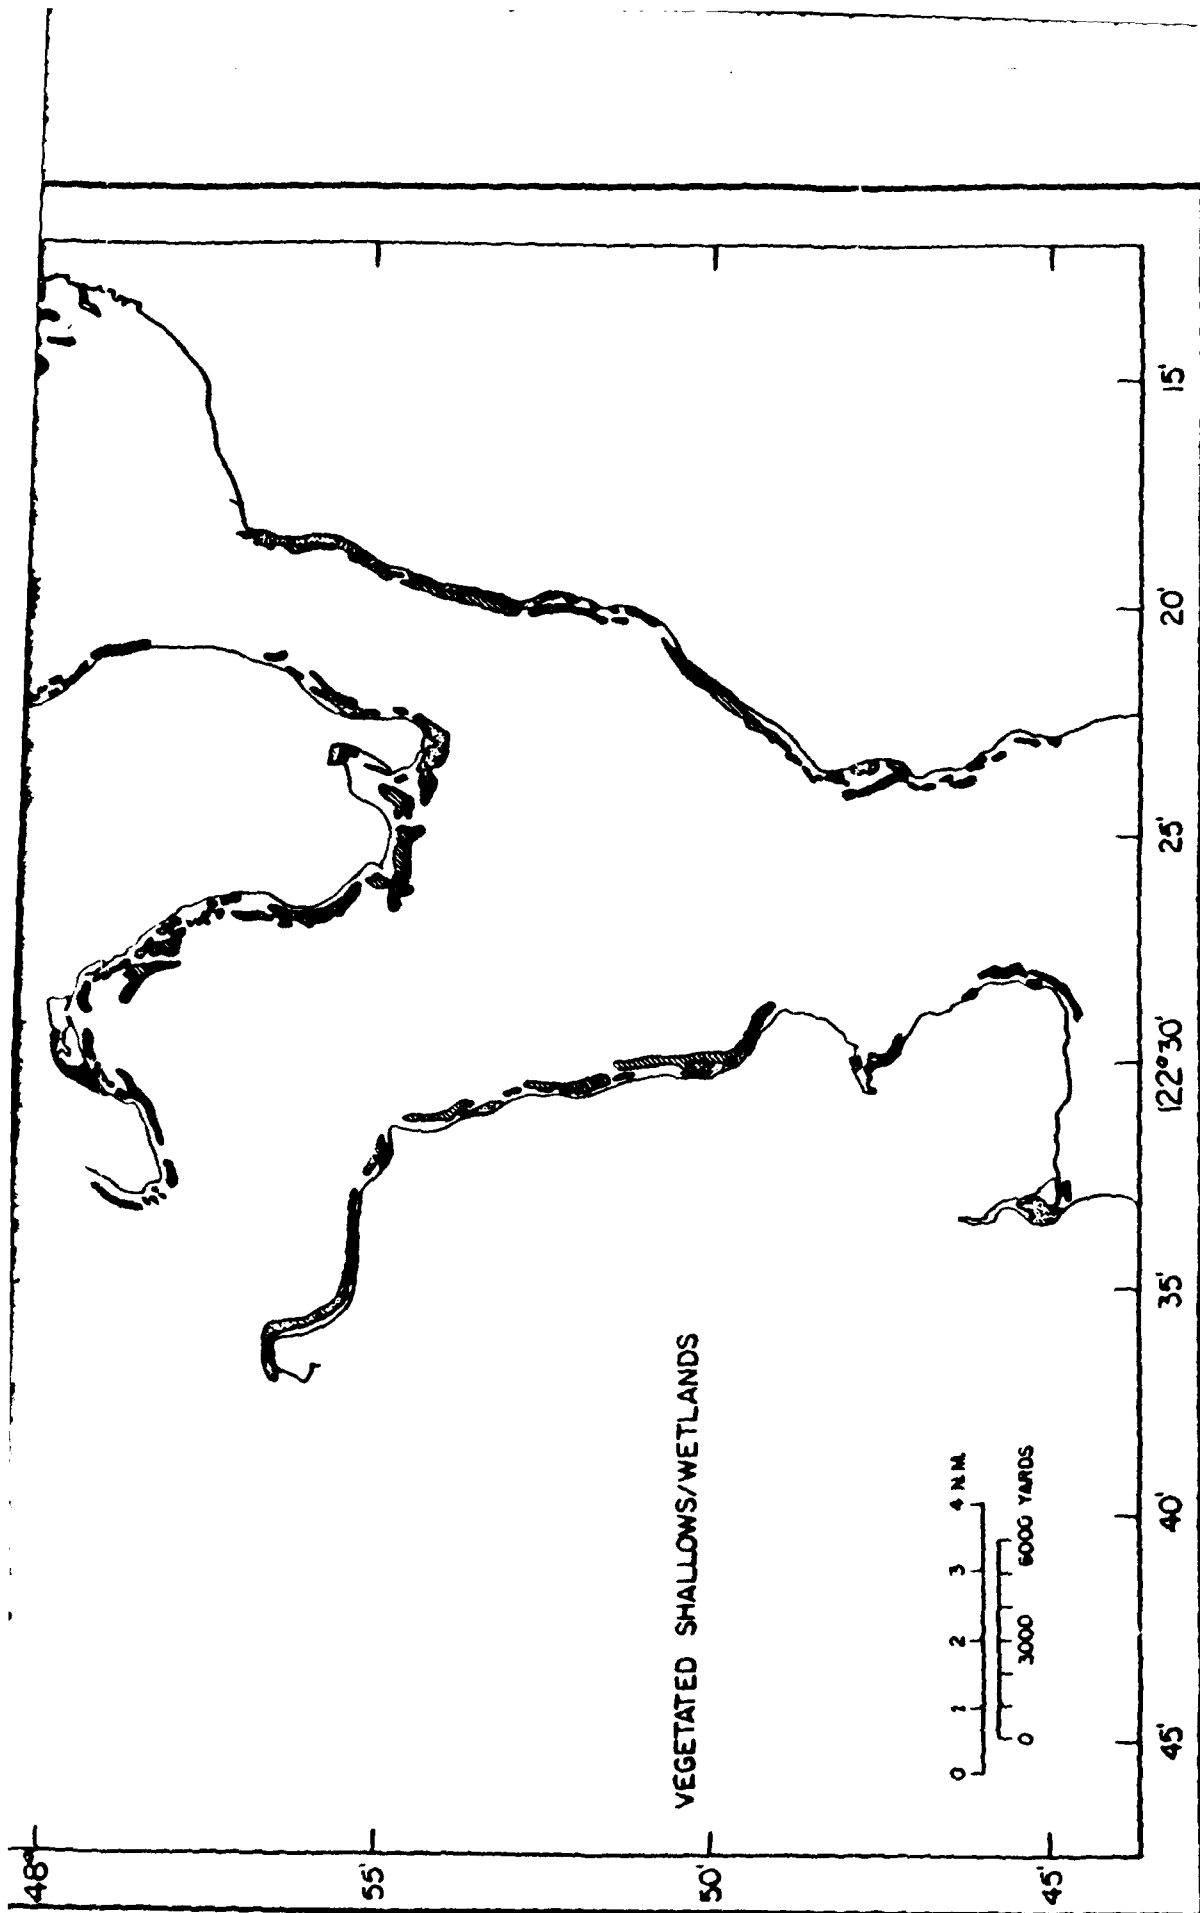 48°
55'
50'
45'
VEGETATED SHALLOWS/WETLANDS
0 1 2 3 4 N.M.
0 3000 6000 YARDS
45' 40' 35' 122°30' 25' 20' 15'